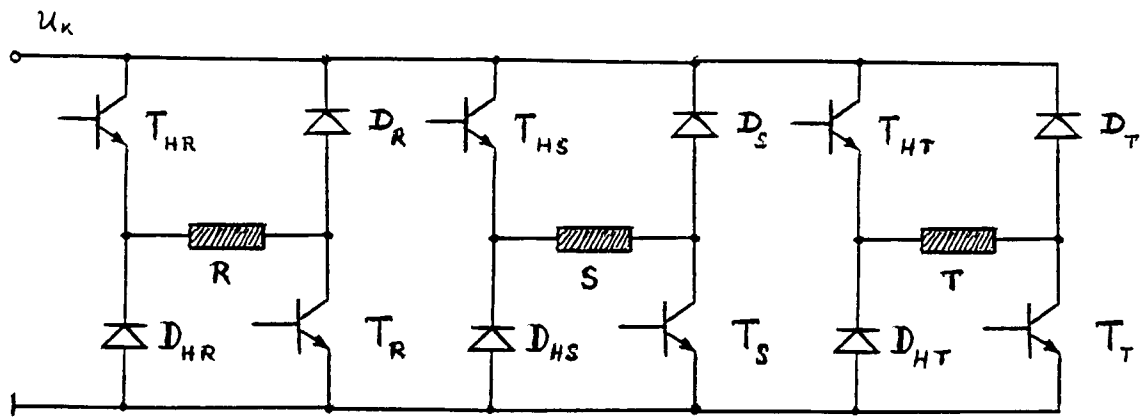 U_K
T_HR D_R T_HS D_S T_HT D_T
R S T
D_HR T_R D_HS T_S D_HT T_T